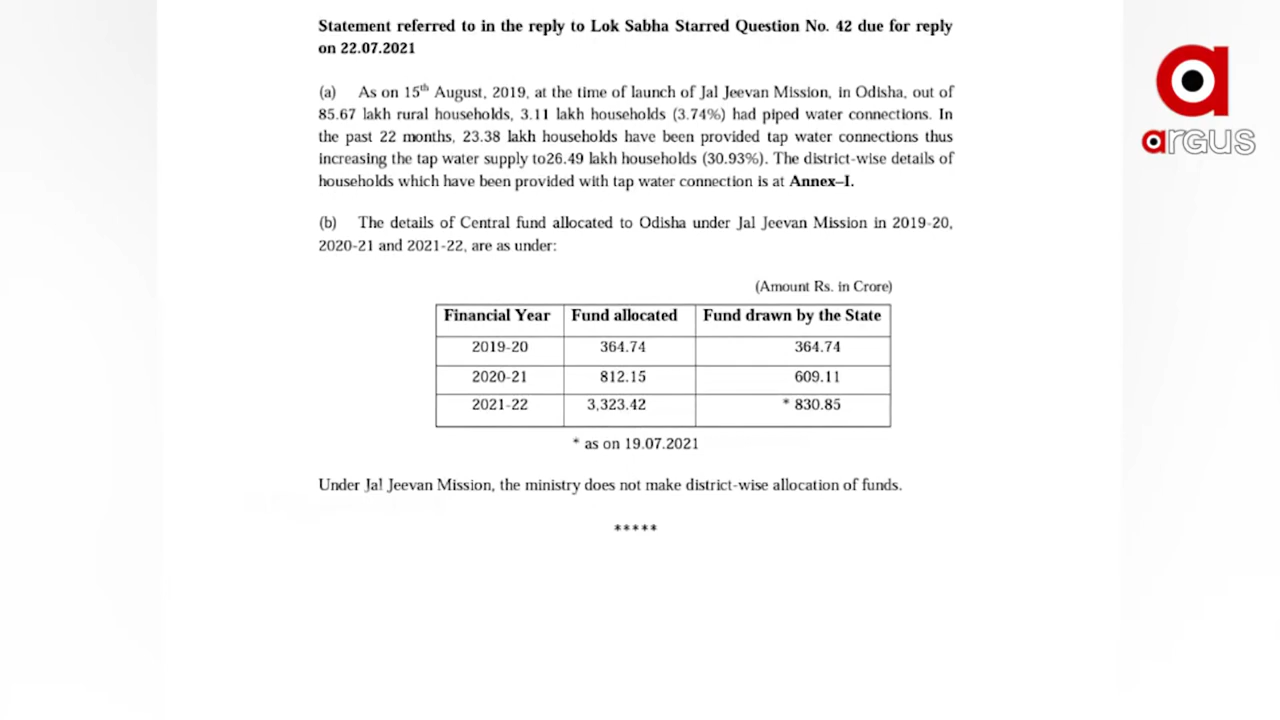 Statement referred to in the reply to Lok Sabha Starred Question No. 42 due for reply
on 22.07.2021
(a) As on 15th August, 2019, at the time of launch of Jal Jeevan Mission, in Odisha, out of
85.67 lakh rural households, 3.11 lakh households (3.74%) had piped water connections. In
the past 22 months, 23.38 lakh households have been provided tap water connections thus
increasing the tap water supply to26.49 lakh households (30.93%). The district-wise details of
households which have been provided with tap water connection is at Annex–I.
(b) The details of Central fund allocated to Odisha under Jal Jeevan Mission in 2019-20,
2020-21 and 2021-22, are as under:
(Amount Rs. in Crore)
Financial Year Fund allocated Fund drawn by the State
2019-20 364.74 364.74
2020-21 812.15 609.11
2021-22 3,323.42 * 830.85
* as on 19.07.2021
Under Jal Jeevan Mission, the ministry does not make district-wise allocation of funds.
*****
a
argus